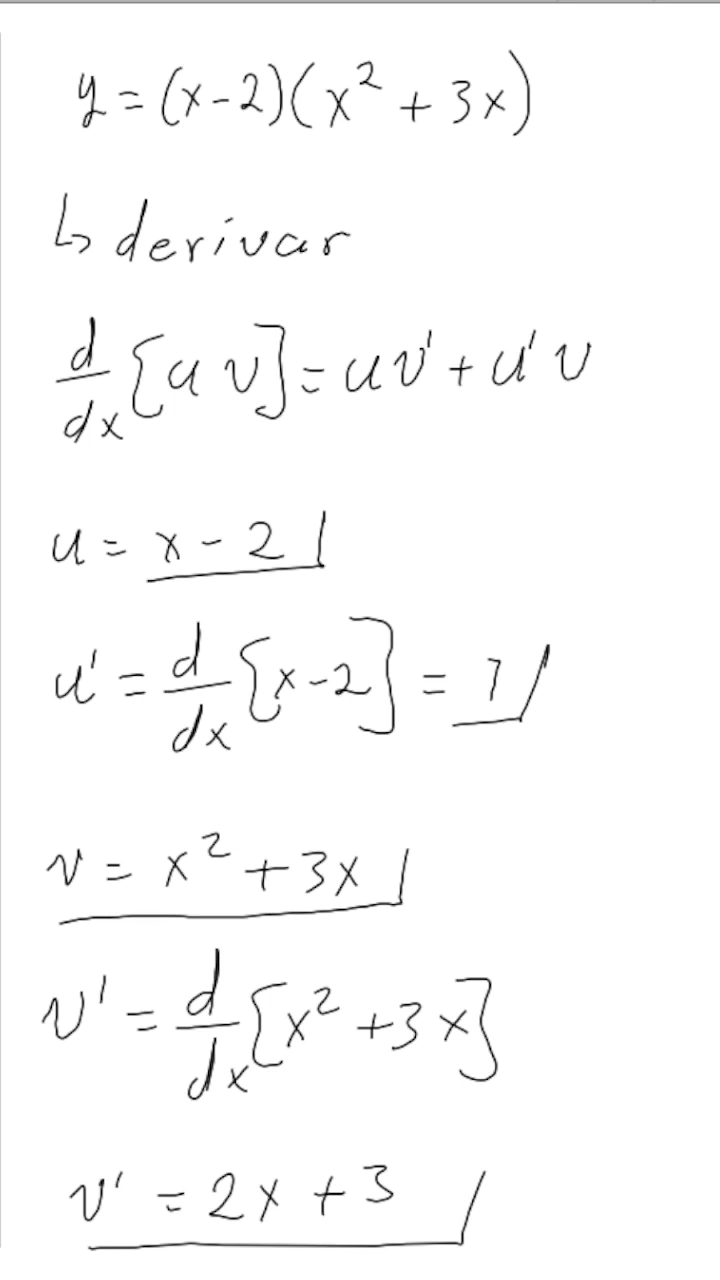 y = (x-2)(x² + 3x)
↳ derivar
d/dx [u v] = u v' + u' v
u = x - 2
u' = d/dx [x-2] = 1
v = x² + 3x
v' = d/dx [x² + 3x]
v' = 2x + 3